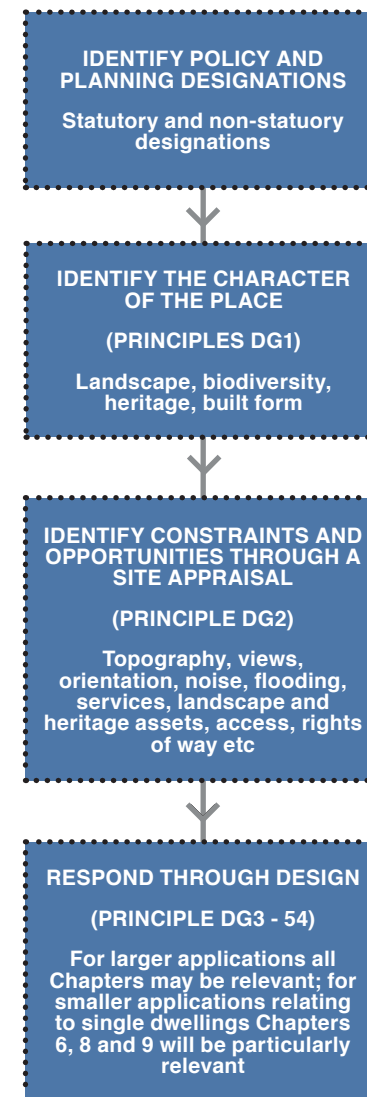 IDENTIFY POLICY AND
PLANNING DESIGNATIONS
Statutory and non-statuory
designations
IDENTIFY THE CHARACTER
OF THE PLACE
(PRINCIPLES DG1)
Landscape, biodiversity,
heritage, built form
IDENTIFY CONSTRAINTS AND
OPPORTUNITIES THROUGH A
SITE APPRAISAL
(PRINCIPLE DG2)
Topography, views,
orientation, noise, flooding,
services, landscape and
heritage assets, access, rights
of way etc
RESPOND THROUGH DESIGN
(PRINCIPLE DG3 - 54)
For larger applications all
Chapters may be relevant; for
smaller applications relating
to single dwellings Chapters
6, 8 and 9 will be particularly
relevant